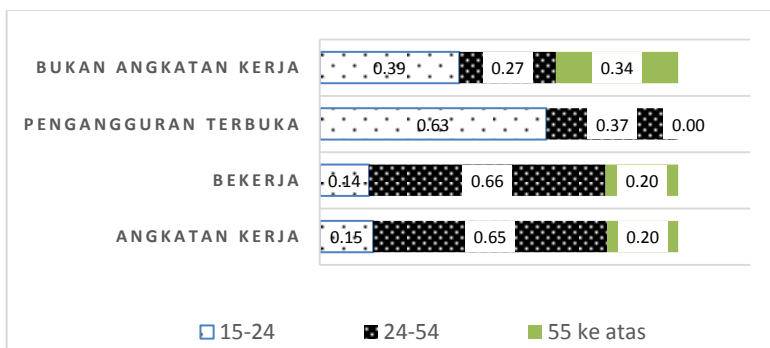 BUKAN ANGKATAN KERJA
0.39 0.27 0.34
PENGANGGURAN TERBUKA
0.63 0.37 0.00
BEKERJA
0.14 0.66 0.20
ANGKATAN KERJA
0.15 0.65 0.20
15-24 24-54 55 ke atas